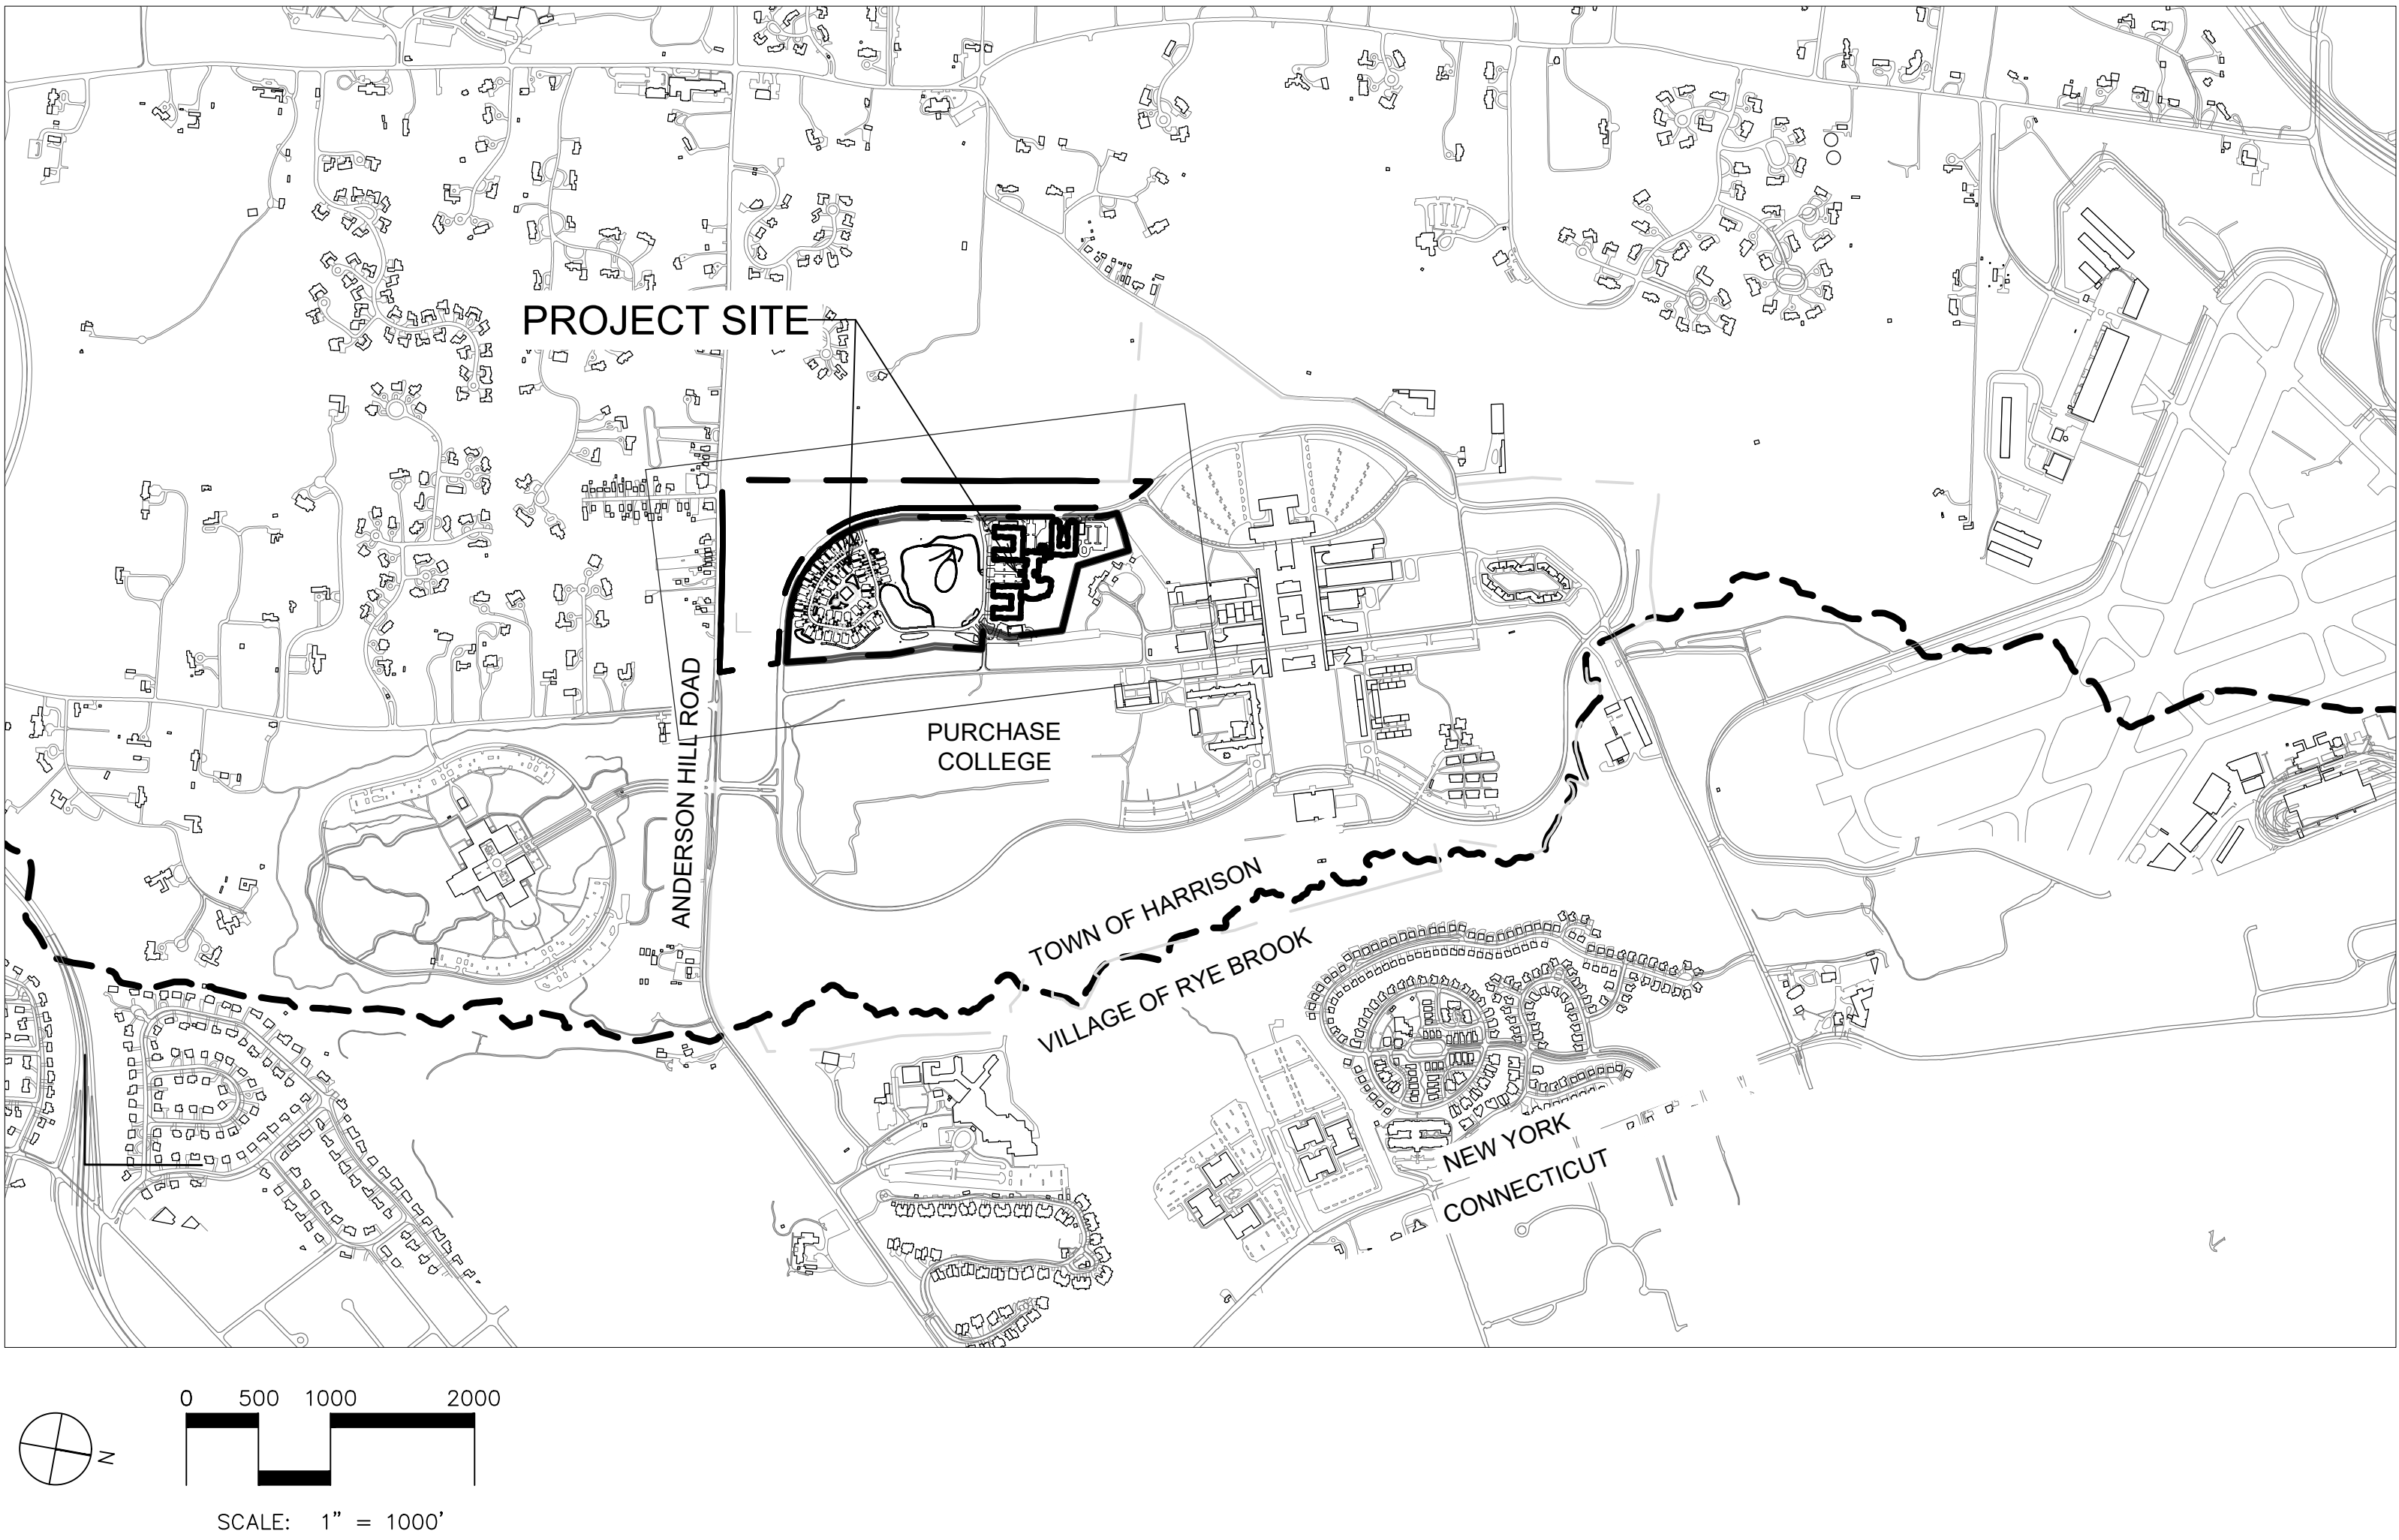 PROJECT SITE
ANDERSON HILL ROAD
PURCHASE
COLLEGE
TOWN OF HARRISON
VILLAGE OF RYE BROOK
NEW YORK
CONNECTICUT
N
0 500 1000 2000
SCALE: 1" = 1000'